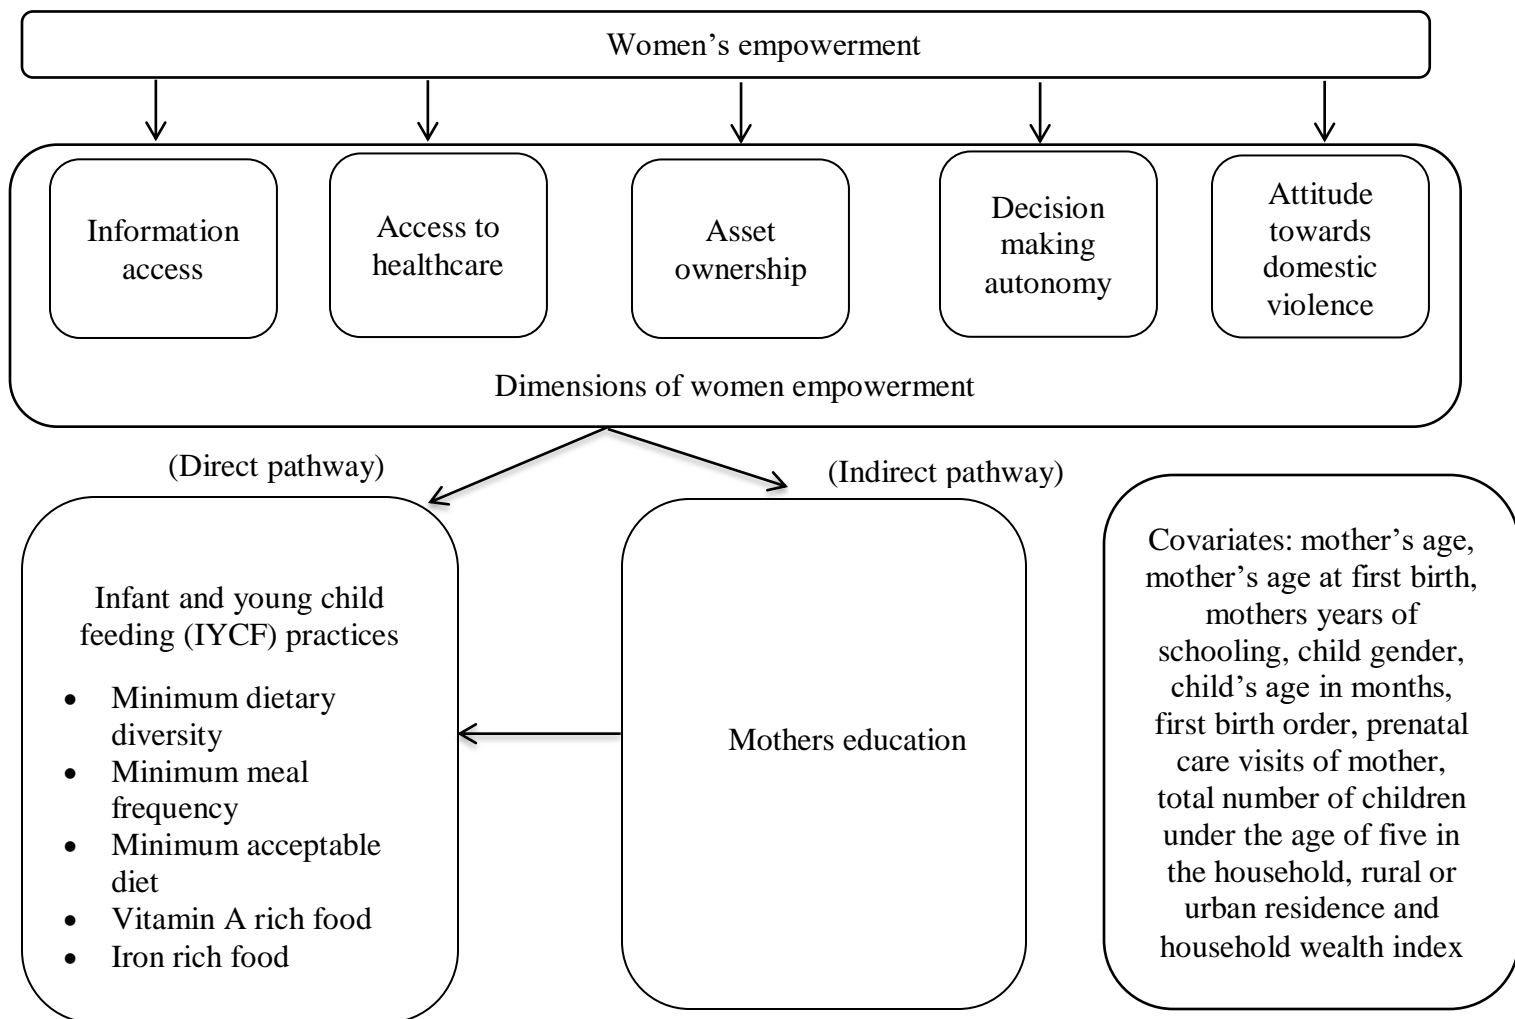 Women’s empowerment
Information
access
Access to
healthcare
Asset
ownership
Decision
making
autonomy
Attitude
towards
domestic
violence
Dimensions of women empowerment
(Direct pathway)
(Indirect pathway)
Infant and young child
feeding (IYCF) practices
• Minimum dietary
diversity
• Minimum meal
frequency
• Minimum acceptable
diet
• Vitamin A rich food
• Iron rich food
Mothers education
Covariates: mother’s age,
mother’s age at first birth,
mothers years of
schooling, child gender,
child’s age in months,
first birth order, prenatal
care visits of mother,
total number of children
under the age of five in
the household, rural or
urban residence and
household wealth index